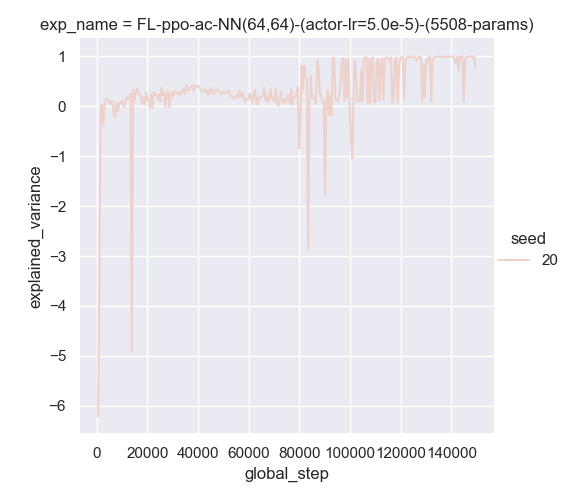 exp_name = FL-ppo-ac-NN(64,64)-(actor-lr=5.0e-5)-(5508-params)
1
0
−1
−2
−3
−4
−5
−6
explained_variance
0 20000 40000 60000 80000 100000 120000 140000
global_step
seed
20